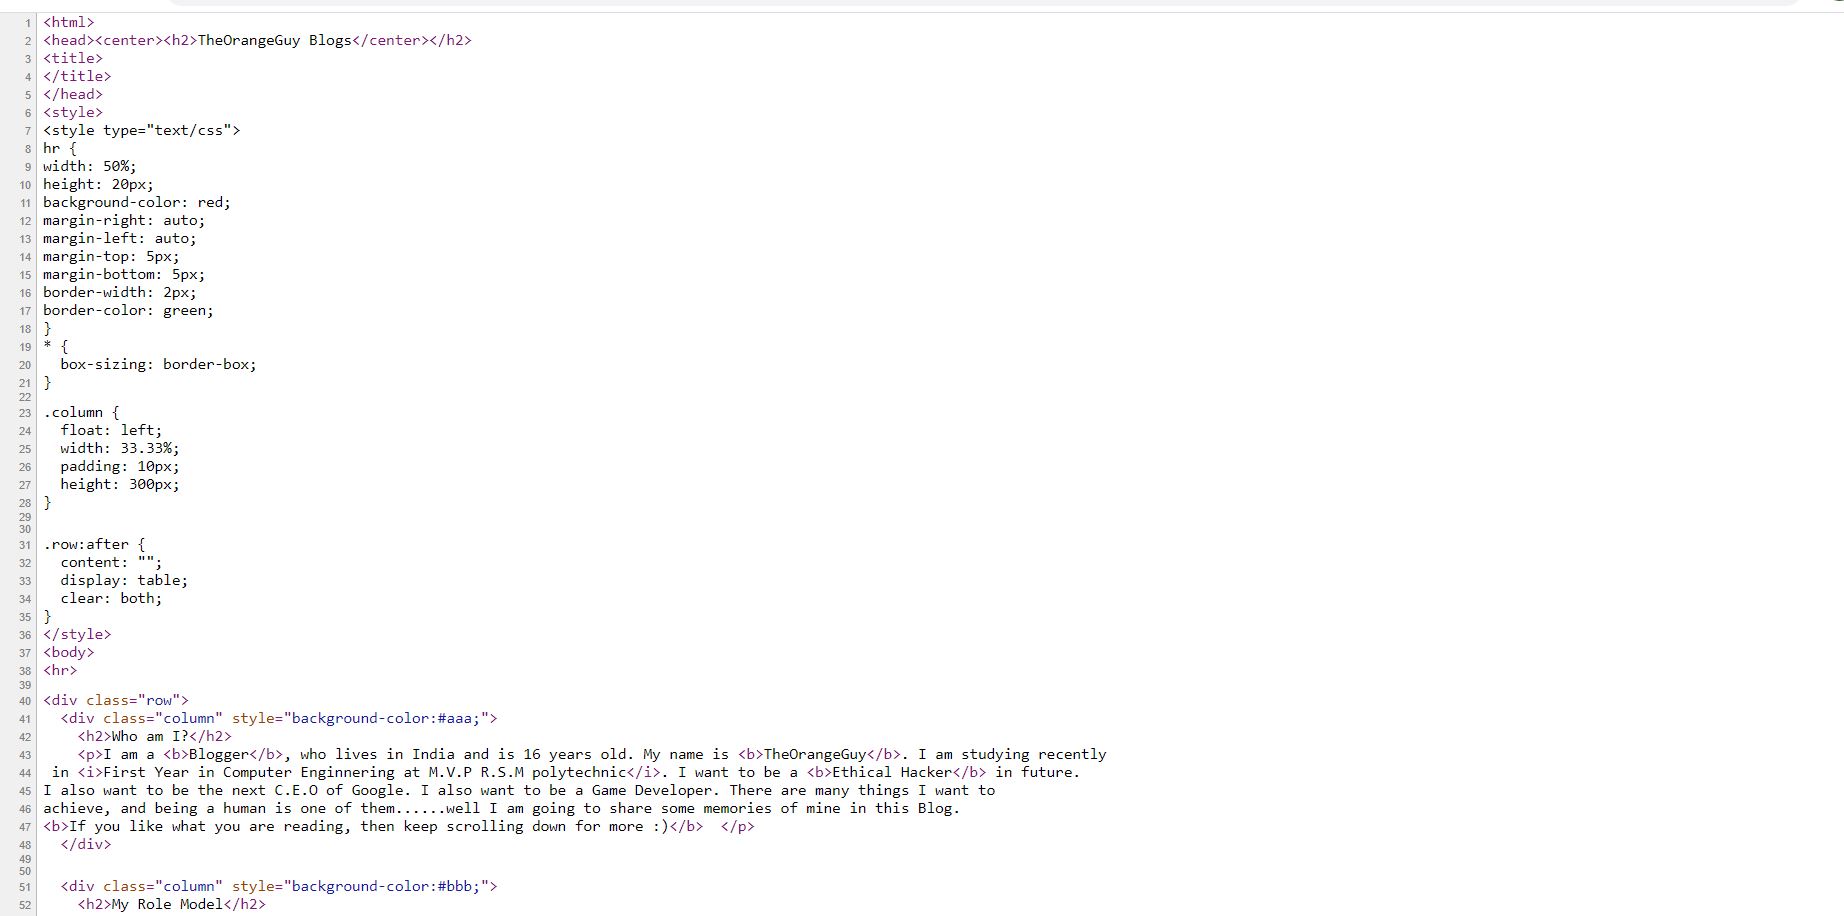 1 <html>
2 <head><center><h2>TheOrangeGuy Blogs</center></h2>
3 <title>
4 </title>
5 </head>
6 <style>
7 <style type="text/css">
8 hr {
9 width: 50%;
10 height: 20px;
11 background-color: red;
12 margin-right: auto;
13 margin-left: auto;
14 margin-top: 5px;
15 margin-bottom: 5px;
16 border-width: 2px;
17 border-color: green;
18 }
19 * {
20   box-sizing: border-box;
21 }
22
23 .column {
24   float: left;
25   width: 33.33%;
26   padding: 10px;
27   height: 300px;
28 }
29
30
31 .row:after {
32   content: "";
33   display: table;
34   clear: both;
35 }
36 </style>
37 <body>
38 <hr>
39
40 <div class="row">
41   <div class="column" style="background-color:#aaa;">
42     <h2>Who am I?</h2>
43     <p>I am a <b>Blogger</b>, who lives in India and is 16 years old. My name is <b>TheOrangeGuy</b>. I am studying recently
44  in <i>First Year in Computer Enginnering at M.V.P R.S.M polytechnic</i>. I want to be a <b>Ethical Hacker</b> in future.
45 I also want to be the next C.E.O of Google. I also want to be a Game Developer. There are many things I want to
46 achieve, and being a human is one of them......well I am going to share some memories of mine in this Blog.
47 <b>If you like what you are reading, then keep scrolling down for more :)</b>  </p>
48   </div>
49
50
51   <div class="column" style="background-color:#bbb;">
52     <h2>My Role Model</h2>